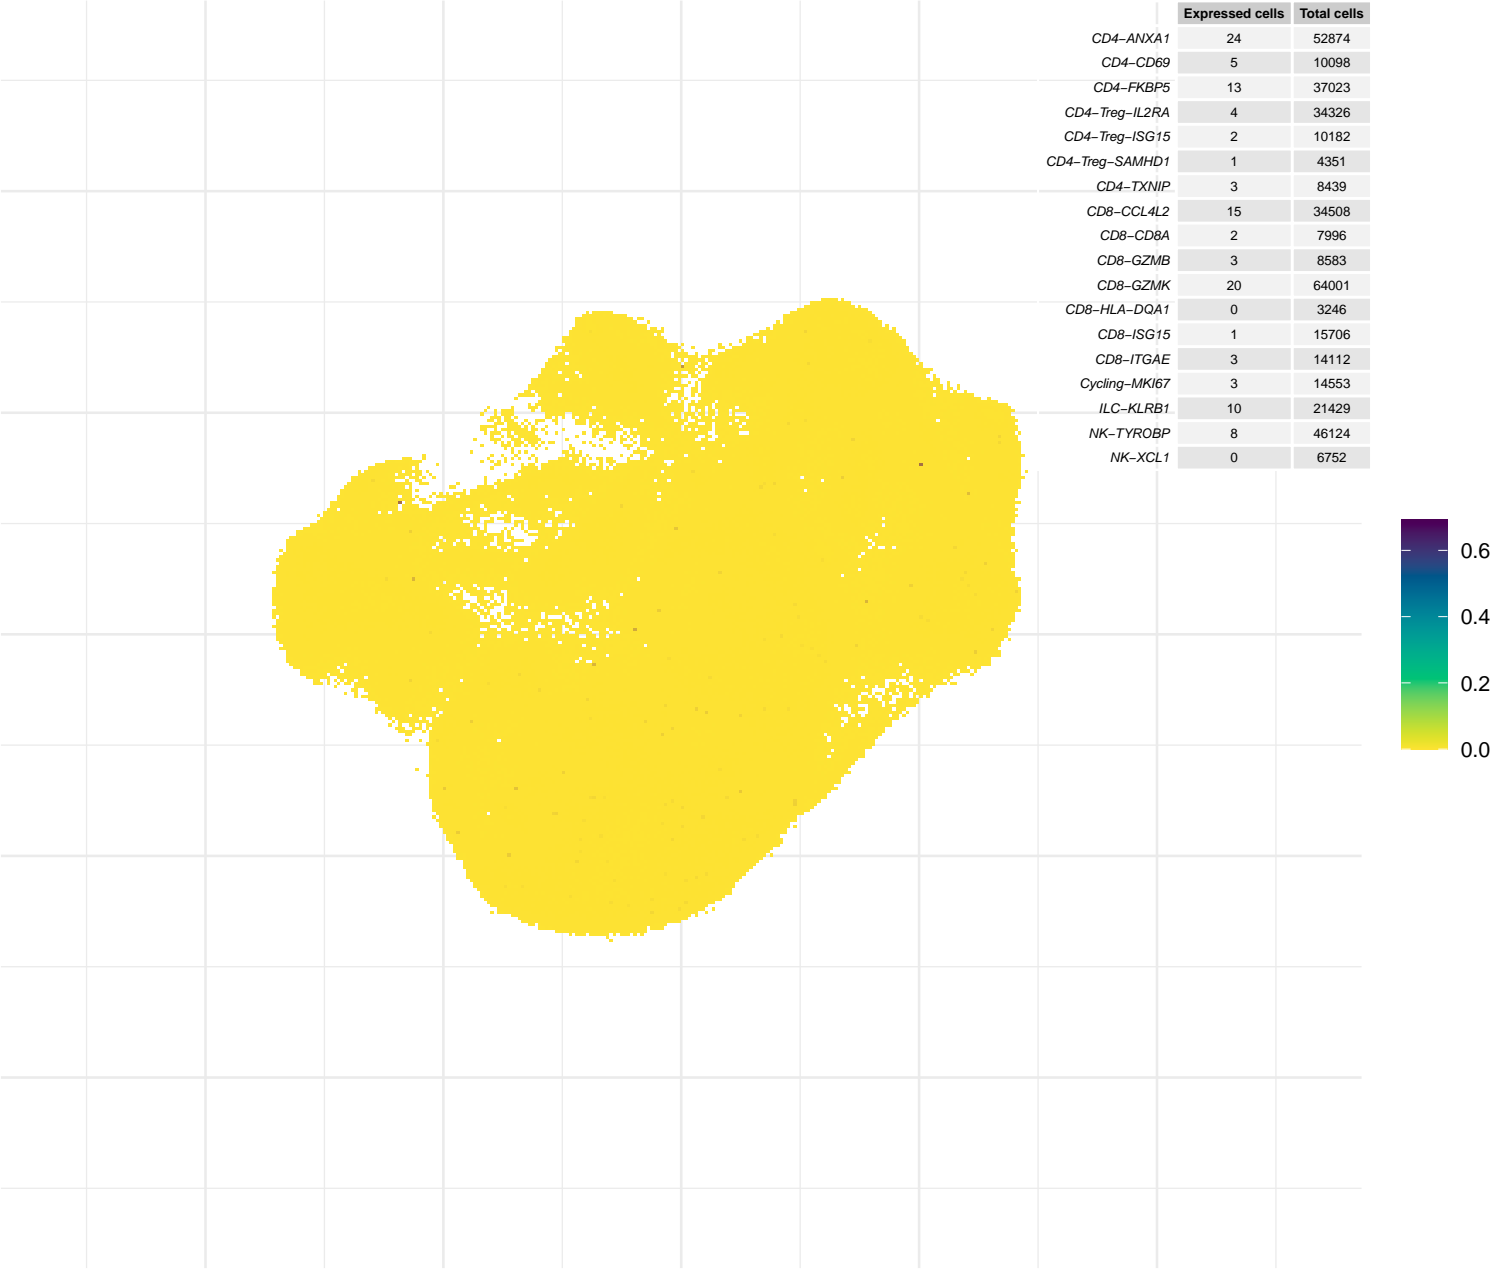 Expressed cells Total cells
CD4−ANXA1 24 52874
CD4−CD69 5 10098
CD4−FKBP5 13 37023
CD4−Treg−IL2RA 4 34326
CD4−Treg−ISG15 2 10182
CD4−Treg−SAMHD1 1 4351
CD4−TXNIP 3 8439
CD8−CCL4L2 15 34508
CD8−CD8A 2 7996
CD8−GZMB 3 8583
CD8−GZMK 20 64001
CD8−HLA−DQA1 0 3246
CD8−ISG15 1 15706
CD8−ITGAE 3 14112
Cycling−MKI67 3 14553
ILC−KLRB1 10 21429
NK−TYROBP 8 46124
NK−XCL1 0 6752
0.6
0.4
0.2
0.0